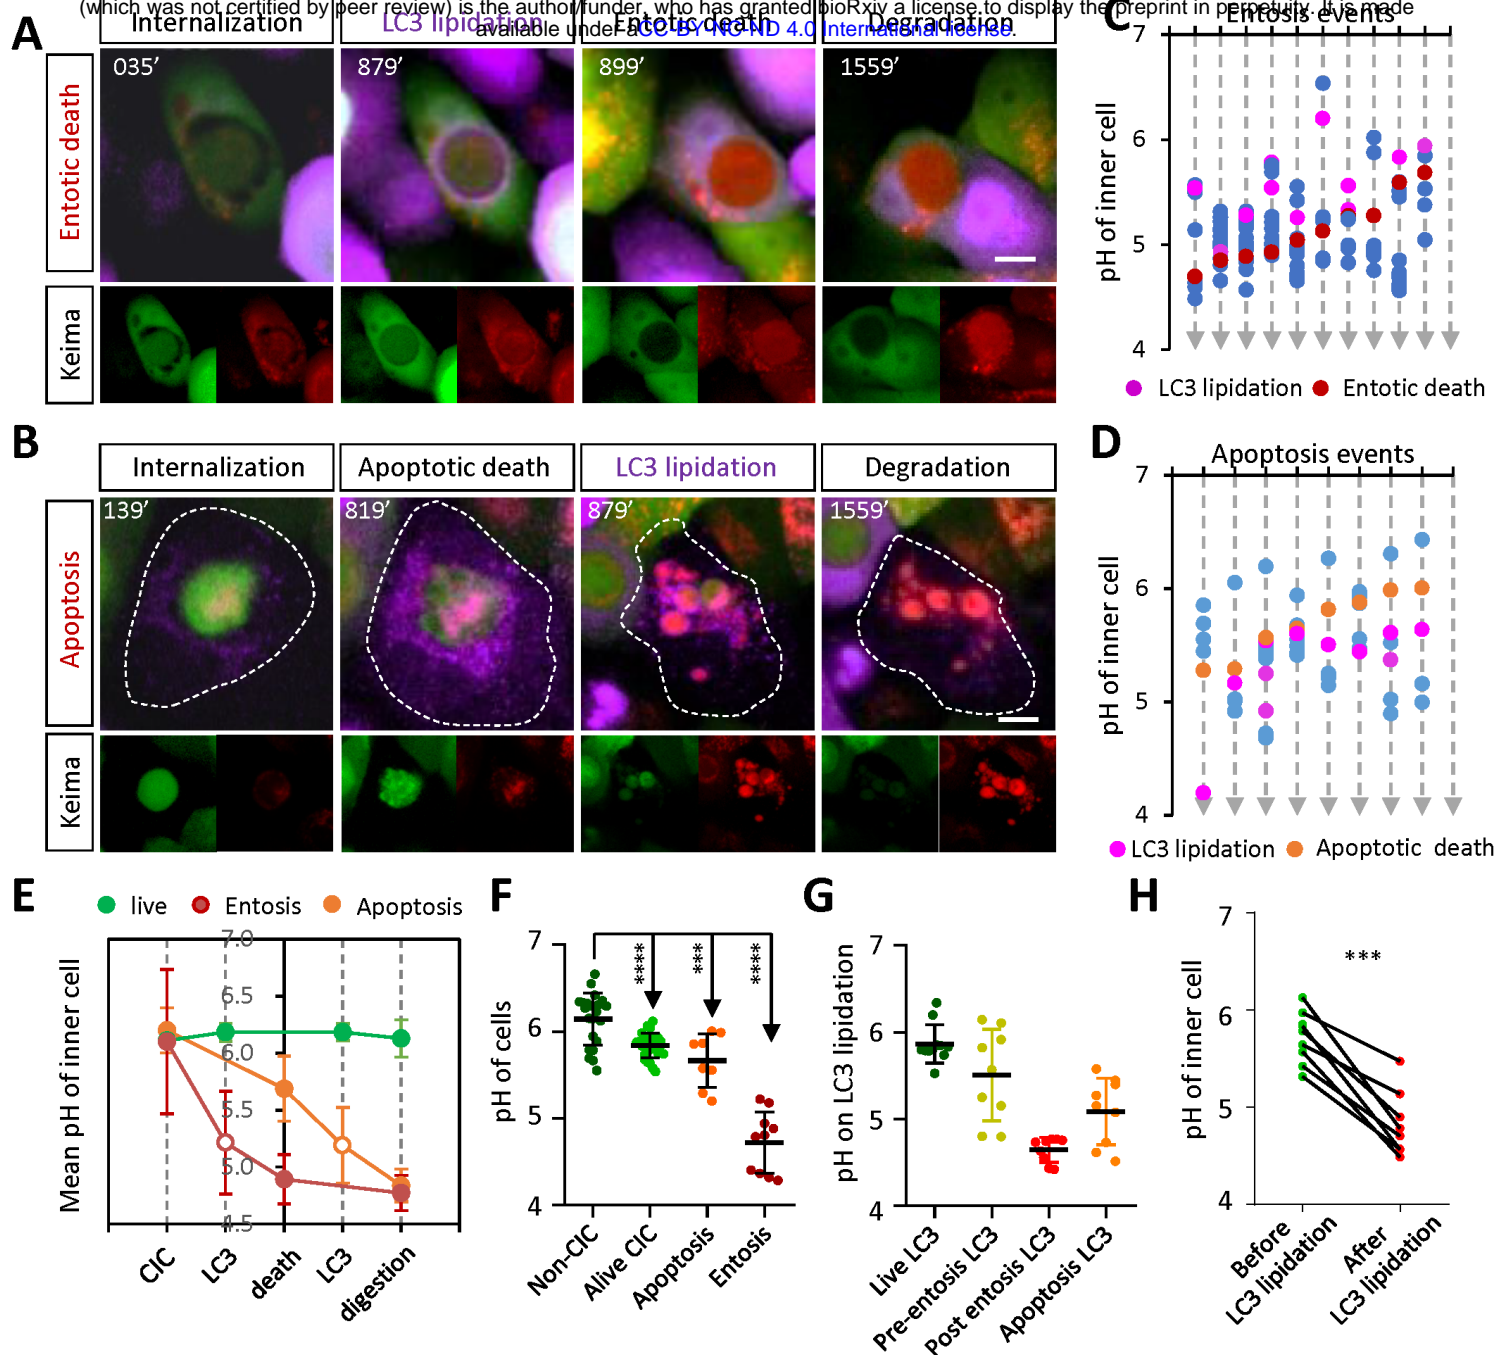 (which was not certified by peer review) is the author/funder, who has granted bioRxiv a license to display the preprint in perpetuity. It is made
available under aCC-BY-NC-ND 4.0 International license.
A
Internalization
LC3 lipidation
Entotic death
Degradation
Entotic death
035′
879′
899′
1559′
Keima
C
Entosis events
pH of inner cell
7
6
5
4
LC3 lipidation
Entotic death
B
Internalization
Apoptotic death
LC3 lipidation
Degradation
Apoptosis
139′
819′
879′
1559′
Keima
D
Apoptosis events
pH of inner cell
7
6
5
4
LC3 lipidation
Apoptotic death
E
live
Entosis
Apoptosis
Mean pH of inner cell
7.0
6.5
6.0
5.5
5.0
4.5
CIC
LC3
death
LC3
digestion
F
pH of cells
7
6
5
4
****
***
****
Non-CIC
Alive CIC
Apoptosis
Entosis
G
pH on LC3 lipidation
7
6
5
4
Live LC3
Pre-entosis LC3
Post entosis LC3
Apoptosis LC3
H
pH of inner cell
7
6
5
4
***
Before
LC3 lipidation
After
LC3 lipidation